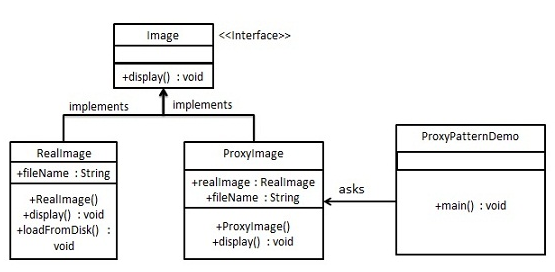 Image
<<Interface>>
+display() : void
implements
implements
RealImage
+fileName : String
+RealImage()
+display() : void
+loadFromDisk() :
void
ProxyImage
+realImage : RealImage
+fileName : String
+ProxyImage()
+display() : void
asks
ProxyPatternDemo
+main() : void